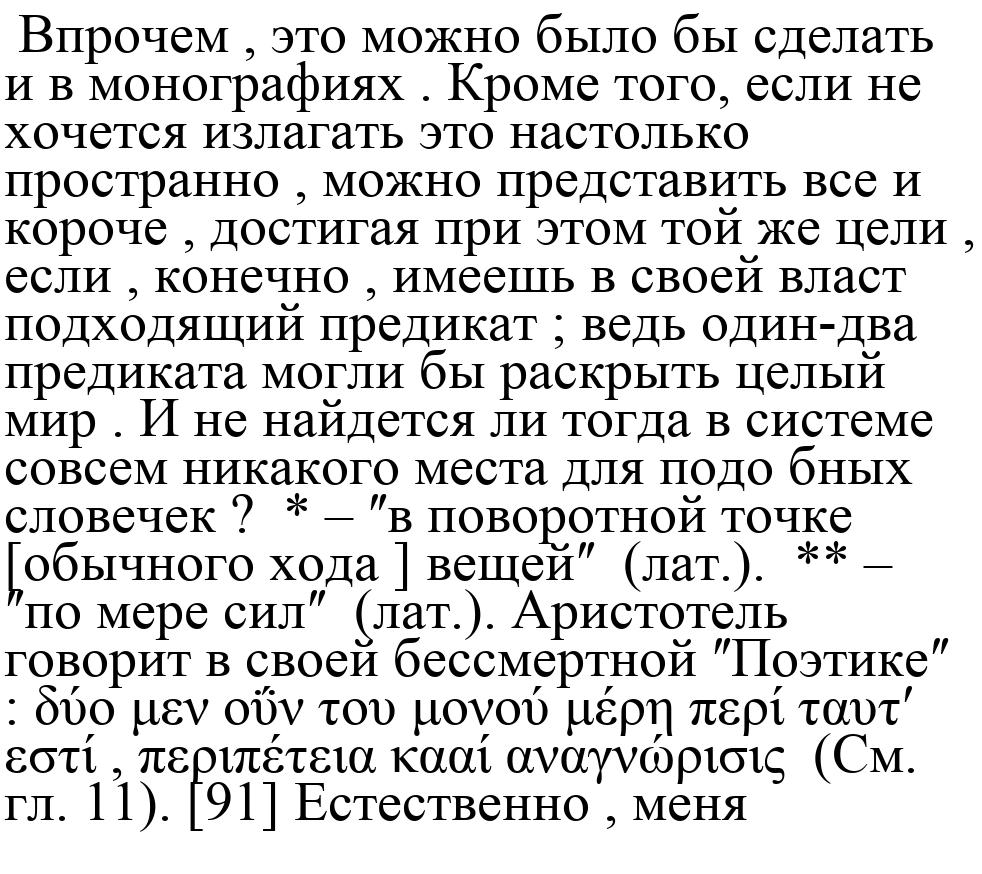 Впрочем , это можно было бы сделать
и в монографиях . Кроме того, если не
хочется излагать это настолько
пространно , можно представить все и
короче , достигая при этом той же цели ,
если , конечно , имеешь в своей власт
подходящий предикат ; ведь один-два
предиката могли бы раскрыть целый
мир . И не найдется ли тогда в системе
совсем никакого места для подо бных
словечек ?  * – "в поворотной точке
[обычного хода ] вещей"  (лат.).  ** –
"по мере сил"  (лат.). Аристотель
говорит в своей бессмертной "Поэтике"
: δύο μεν οΰν του μονού μέρη περί ταυτ'
εστί , περιπέτεια κααί αναγνώρισις  (См.
гл. 11). [91] Естественно , меня